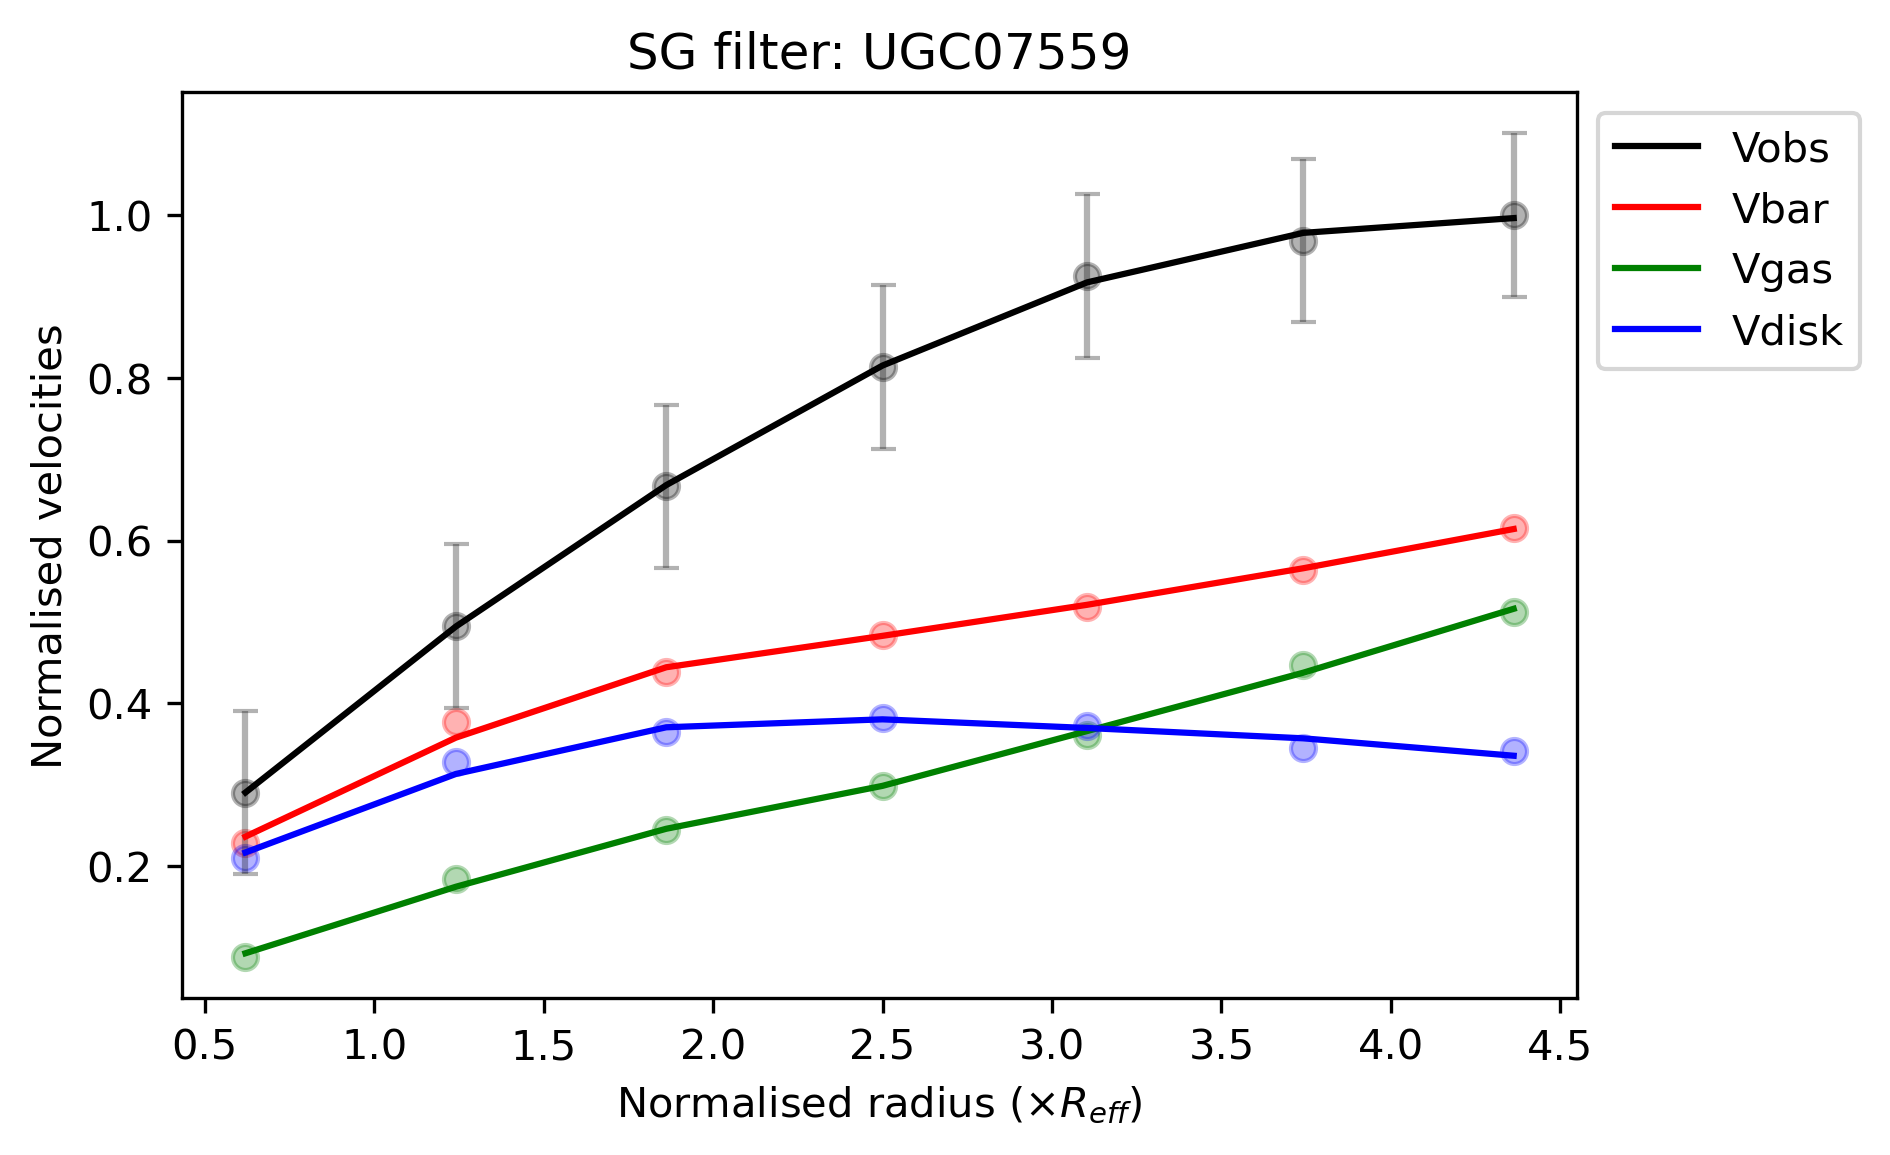 SG filter: UGC07559
Normalised velocities
1.0
0.8
0.6
0.4
0.2
0.5 1.0 1.5 2.0 2.5 3.0 3.5 4.0 4.5
Normalised radius (×R_eff)
Vobs
Vbar
Vgas
Vdisk